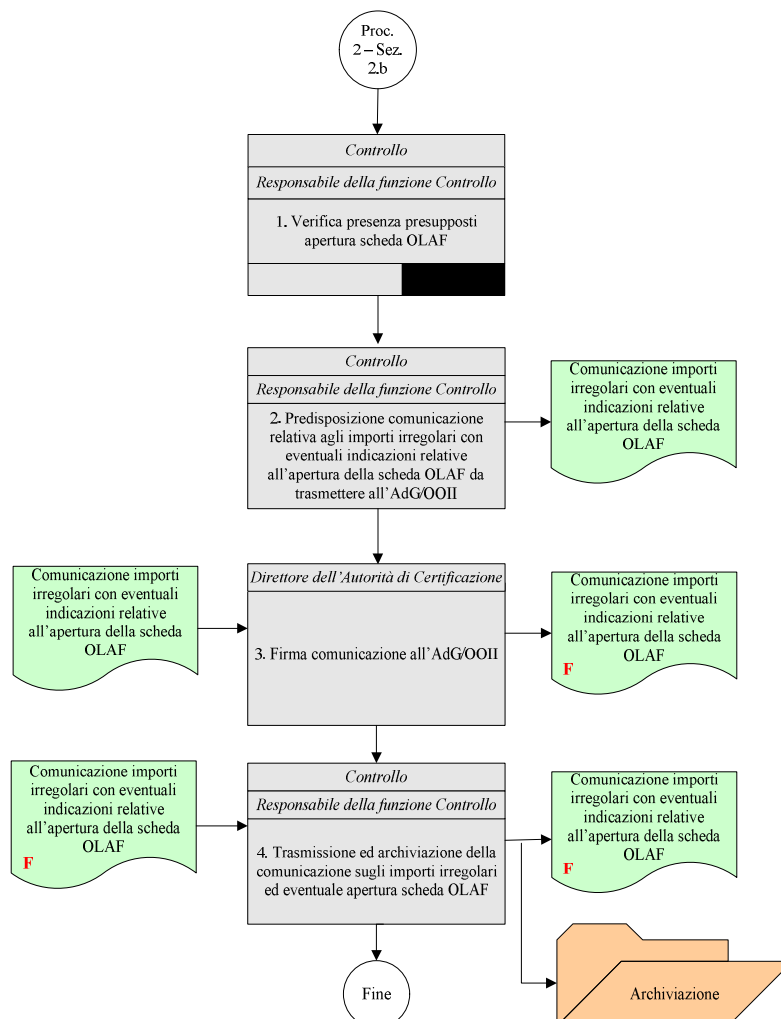 Proc.
2 – Sez.
2.b
Controllo
Responsabile della funzione Controllo
1. Verifica presenza presupposti
apertura scheda OLAF
Controllo
Responsabile della funzione Controllo
2. Predisposizione comunicazione
relativa agli importi irregolari con
eventuali indicazioni relative
all'apertura della scheda OLAF da
trasmettere all'AdG/OOII
Comunicazione importi
irregolari con eventuali
indicazioni relative
all'apertura della scheda
OLAF
Comunicazione importi
irregolari con eventuali
indicazioni relative
all'apertura della scheda
OLAF
Direttore dell'Autorità di Certificazione
3. Firma comunicazione all'AdG/OOII
Comunicazione importi
irregolari con eventuali
indicazioni relative
all'apertura della scheda
OLAF
F
Comunicazione importi
irregolari con eventuali
indicazioni relative
all'apertura della scheda
OLAF
F
Controllo
Responsabile della funzione Controllo
4. Trasmissione ed archiviazione della
comunicazione sugli importi irregolari
ed eventuale apertura scheda OLAF
Comunicazione importi
irregolari con eventuali
indicazioni relative
all'apertura della scheda
OLAF
F
Fine
Archiviazione